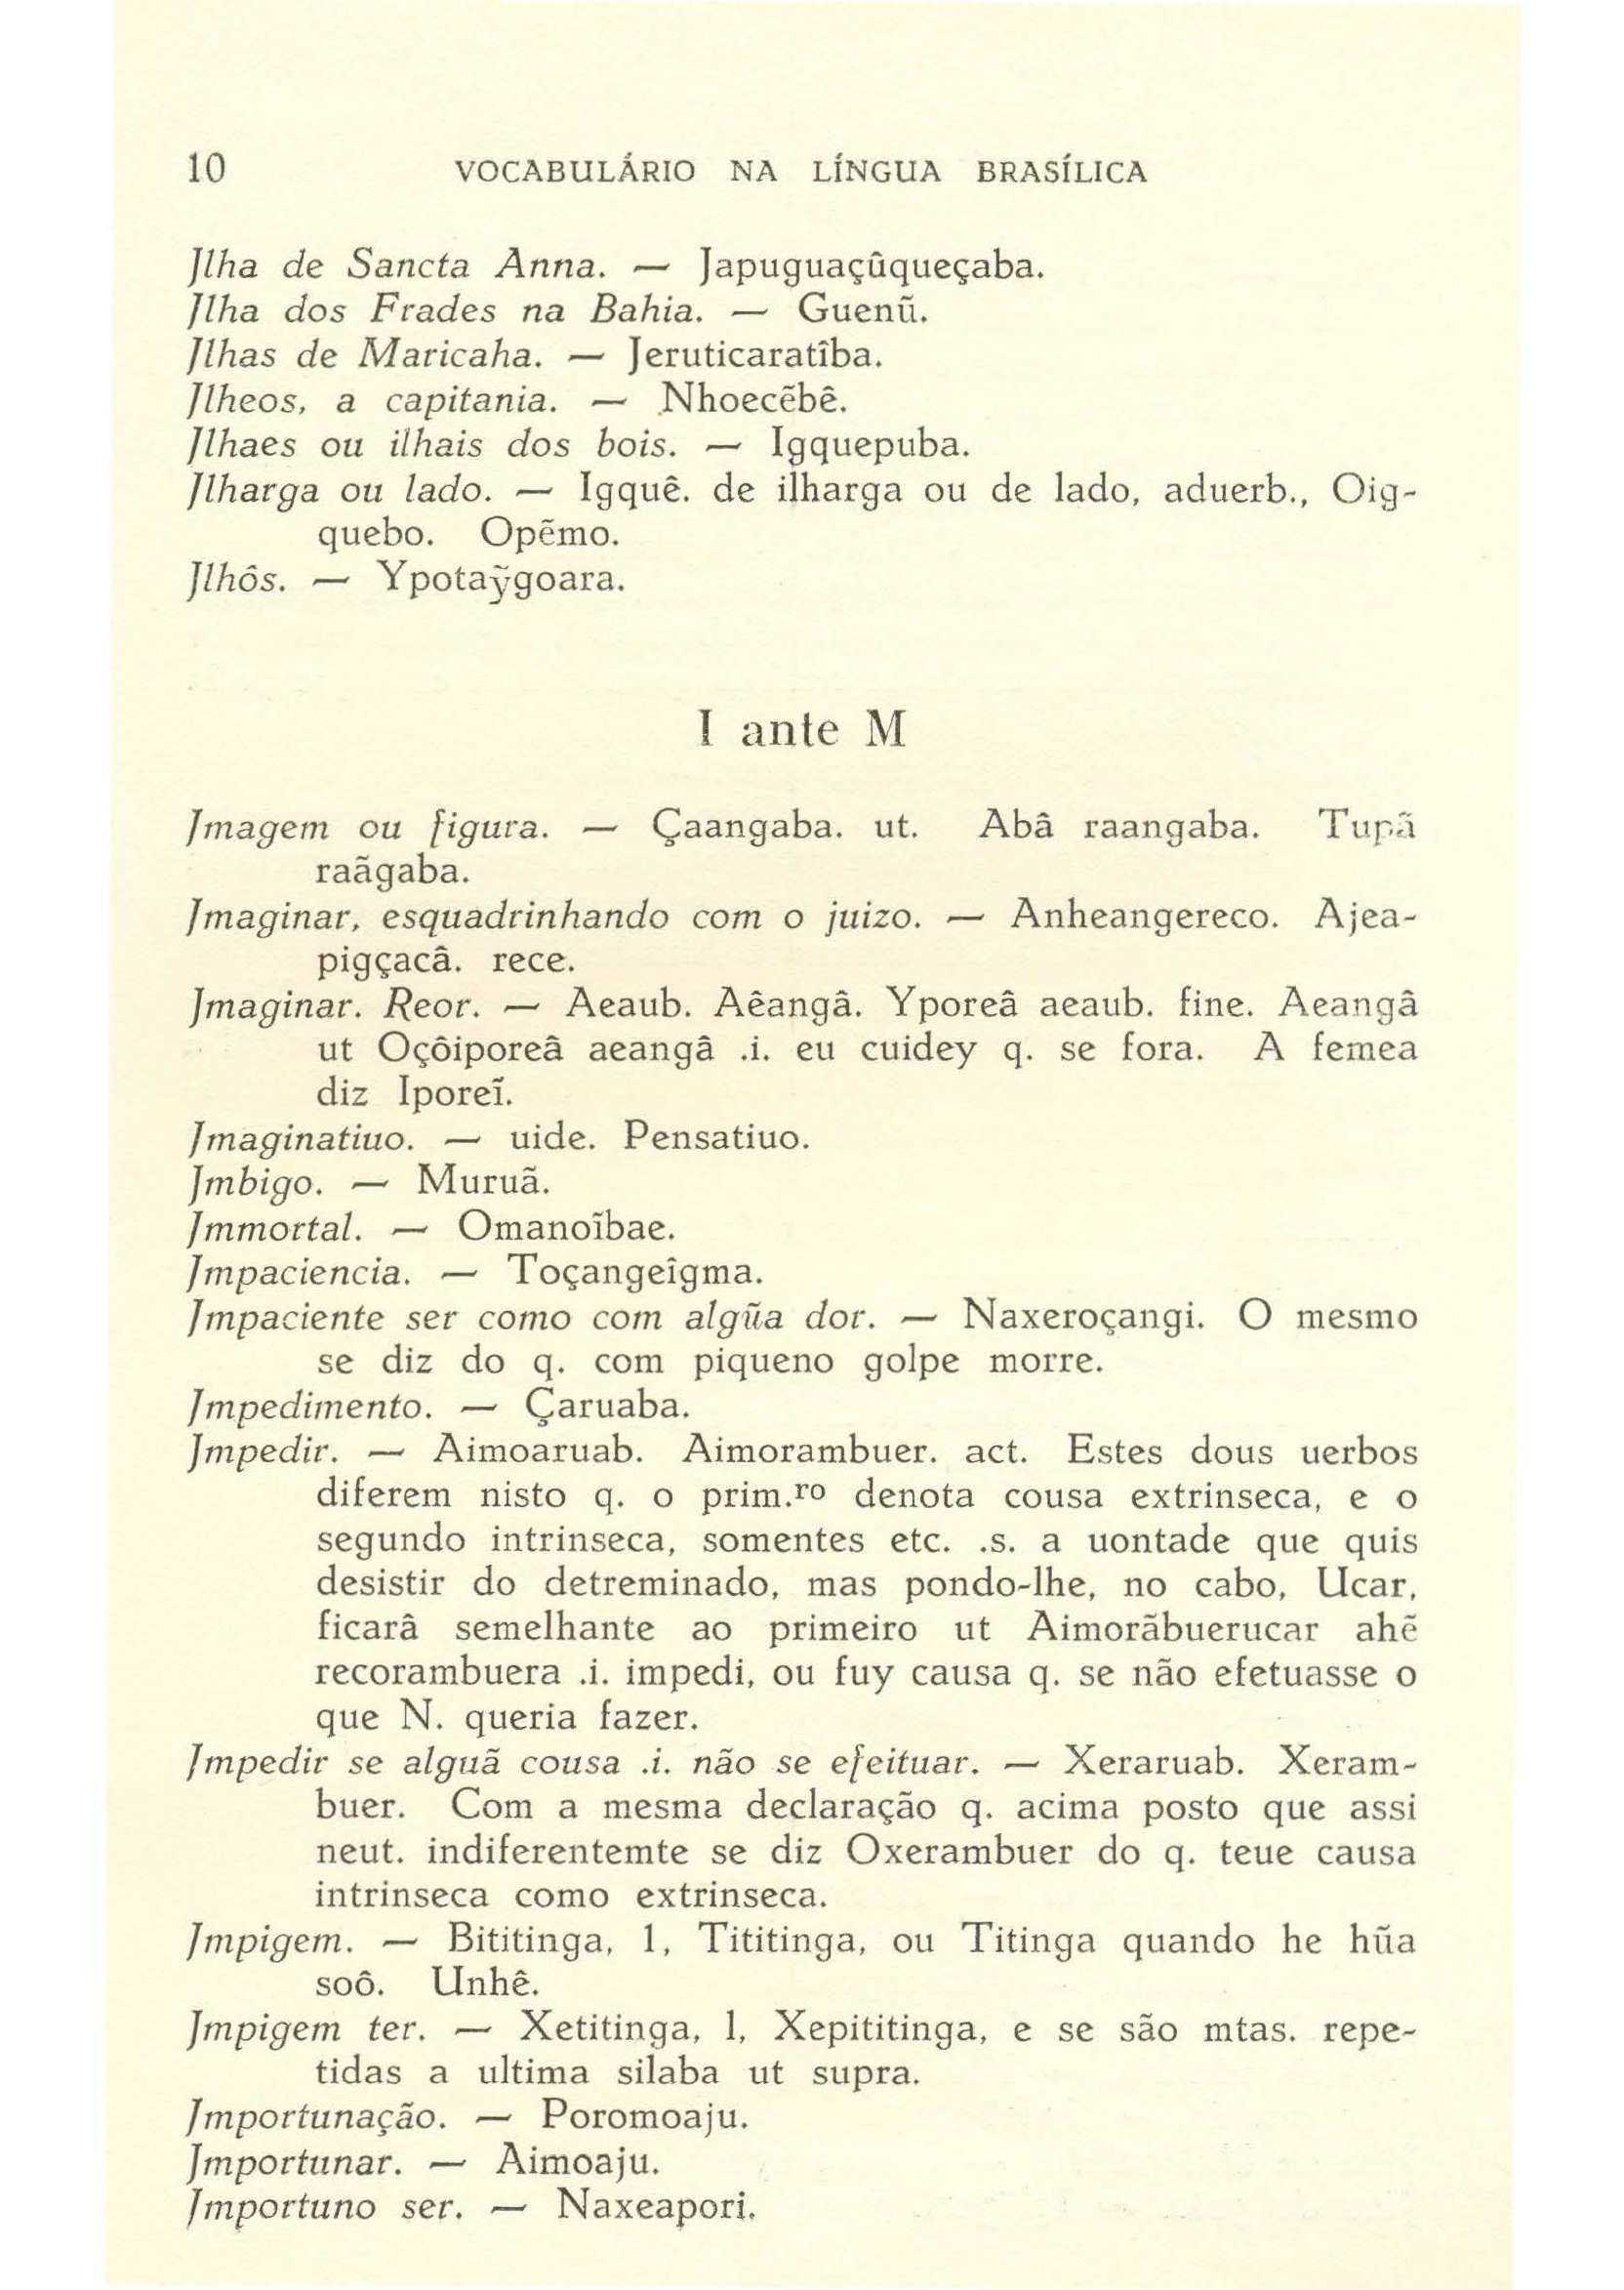 10 VOCABULÁRIO NA LÍNGUA BRASÍLICA
Jlha de Sancta Anna. — Japuguaçûqueçaba.
Jlha dos Frades na Bahia. — Guenũ.
Jlhas de Maricaha. — Jeruticaratîba.
Jlheos, a capitania. — Nhoecẽbê.
Jlhaes ou ilhais dos bois. — Igquepuba.
Jlharga ou lado. — Igquê. de ilharga ou de lado, aduerb., Oig-
quebo. Opẽmo.
Jlhôs. — Ypotaỹgoara.
I ante M
Jmagem ou figura. — Çaangaba. ut. Abâ raangaba. Tupã
raãgaba.
Jmaginar, esquadrinhando com o juizo. — Anheangereco. Ajea-
pigçacâ. rece.
Jmaginar. Reor. — Aeaub. Aêangâ. Yporeâ aeaub. fine. Aeangâ
ut Oçôiporeâ aeangâ .i. eu cuidey q. se fora. A femea
diz Iporeĩ.
Jmaginatiuo. — uide. Pensatiuo.
Jmbigo. — Muruã.
Jmmortal. — Omanoĩbae.
Jmpaciencia. — Toçangeîgma.
Jmpaciente ser como com algũa dor. — Naxeroçangi. O mesmo
se diz do q. com piqueno golpe morre.
Jmpedimento. — Çaruaba.
Jmpedir. — Aimoaruab. Aimorambuer. act. Estes dous uerbos
diferem nisto q. o prim.ro denota cousa extrinseca, e o
segundo intrinseca, somentes etc. .s. a uontade que quis
desistir do detreminado, mas pondo-lhe, no cabo, Ucar,
ficarâ semelhante ao primeiro ut Aimorãbuerucar ahẽ
recorambuera .i. impedi, ou fuy causa q. se não efetuasse o
que N. queria fazer.
Jmpedir se alguã cousa .i. não se efeituar. — Xeraruab. Xeram-
buer. Com a mesma declaração q. acima posto que assi
neut. indiferentemte se diz Oxerambuer do q. teue causa
intrinseca como extrinseca.
Jmpigem. — Bititinga, 1, Tititinga, ou Titinga quando he hũa
soô. Unhê.
Jmpigem ter. — Xetitinga, l, Xepititinga, e se são mtas. repe-
tidas a ultima silaba ut supra.
Jmportunação. — Poromoaju.
Jmportunar. — Aimoaju.
Jmportuno ser. — Naxeapori.